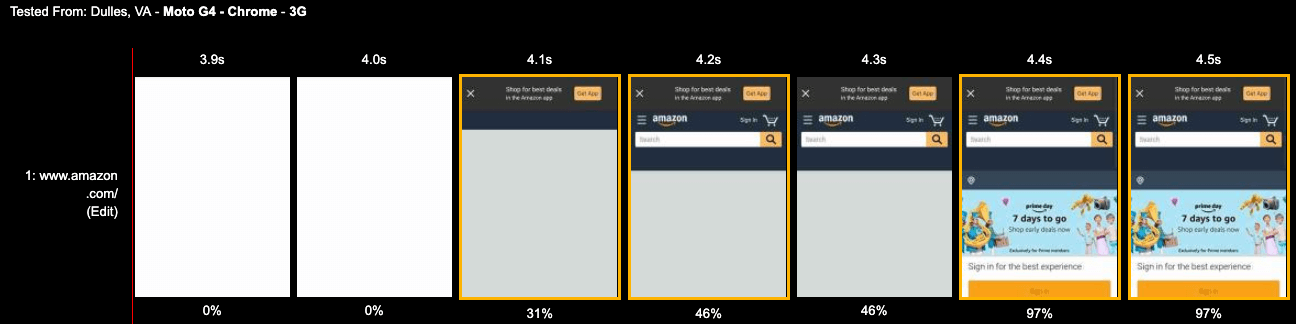 Tested From: Dulles, VA - Moto G4 - Chrome - 3G
3.9s 4.0s 4.1s 4.2s 4.3s 4.4s 4.5s
1: www.amazon
.com/
(Edit)
Shop for best deals
in the Amazon app
Get App
Shop for best deals
in the Amazon app
Get App
amazon
Sign In
Search
Shop for best deals
in the Amazon app
Get App
amazon
Sign In
Search
Shop for best deals
in the Amazon app
Get App
amazon
Sign In
Search
prime day
7 days to go
Shop early deals now
Exclusively for Prime members
Sign in for the best experience
Sign in
Shop for best deals
in the Amazon app
Get App
amazon
Sign In
Search
prime day
7 days to go
Shop early deals now
Exclusively for Prime members
Sign in for the best experience
Sign in
0% 0% 31% 46% 46% 97% 97%